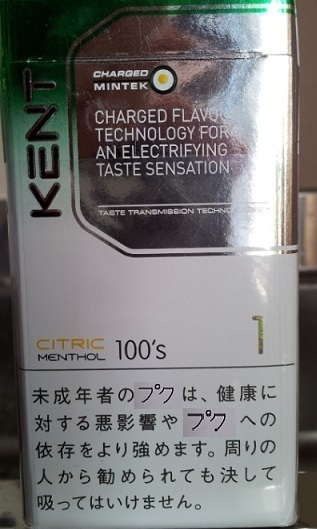 KENT
CHARGED
MINTEK
CHARGED FLAVOU
TECHNOLOGY FOR
AN ELECTRIFYING
TASTE SENSATION
TASTE TRANSMISSION
1
CITRIC
MENTHOL 100's
未成年者のプクは、健康に
対する悪影響やプクへの
依存をより強めます。周りの
人から勧められても決して
吸ってはいけません。